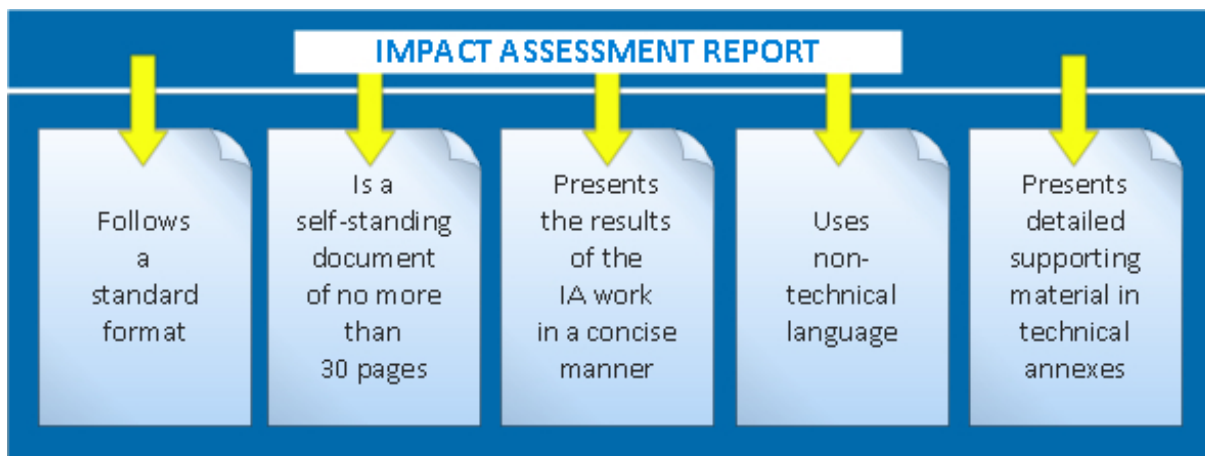 IMPACT ASSESSMENT REPORT
Follows
a
standard
format
Is a
self-standing
document
of no more
than
30 pages
Presents
the results
of the
IA work
in a concise
manner
Uses
non-
technical
language
Presents
detailed
supporting
material in
technical
annexes